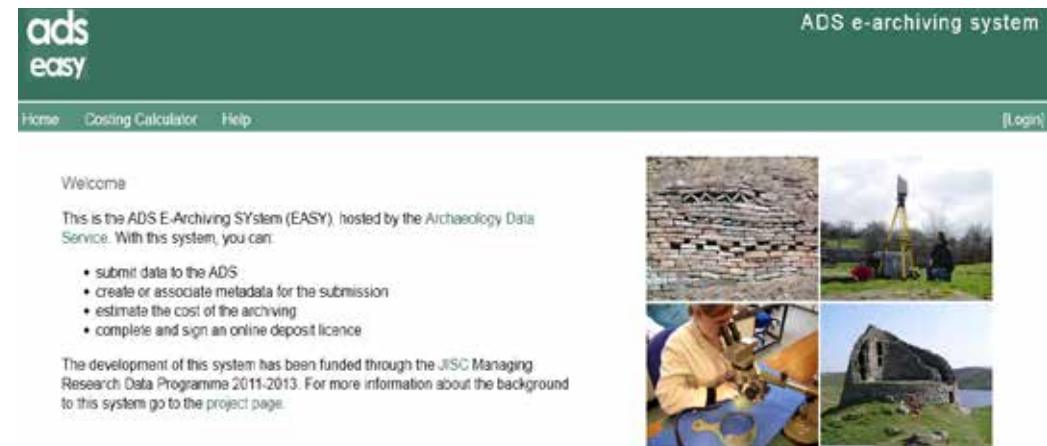 ads
easy
ADS e-archiving system
Home Costing Calculator Help [Login]
Welcome
This is the ADS E-Archiving SYstem (EASY), hosted by the Archaeology Data
Service. With this system, you can:
• submit data to the ADS
• create or associate metadata for the submission
• estimate the cost of the archiving
• complete and sign an online deposit licence
The development of this system has been funded through the JISC Managing
Research Data Programme 2011-2013. For more information about the background
to this system go to the project page.